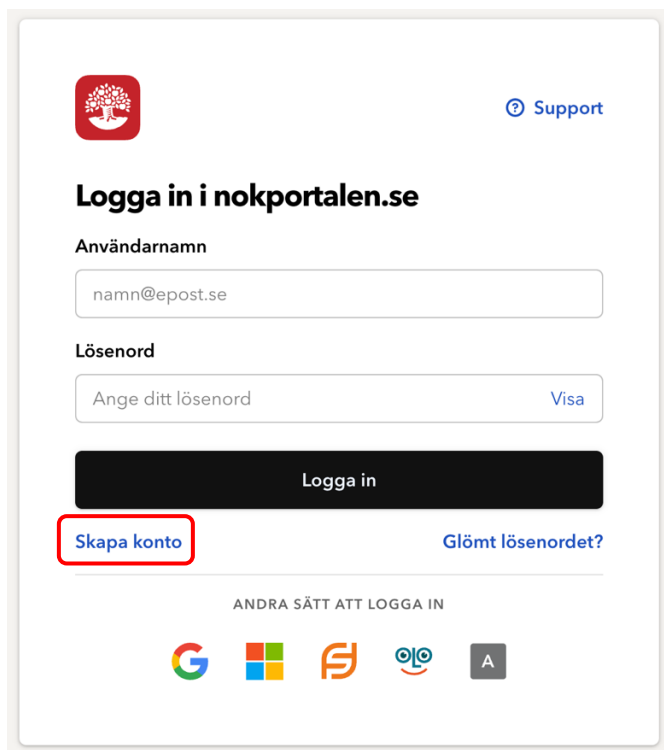 Support
Logga in i nokportalen.se
Användarnamn
namn@epost.se
Lösenord
Ange ditt lösenord Visa
Logga in
Skapa konto Glömt lösenordet?
ANDRA SÄTT ATT LOGGA IN
A